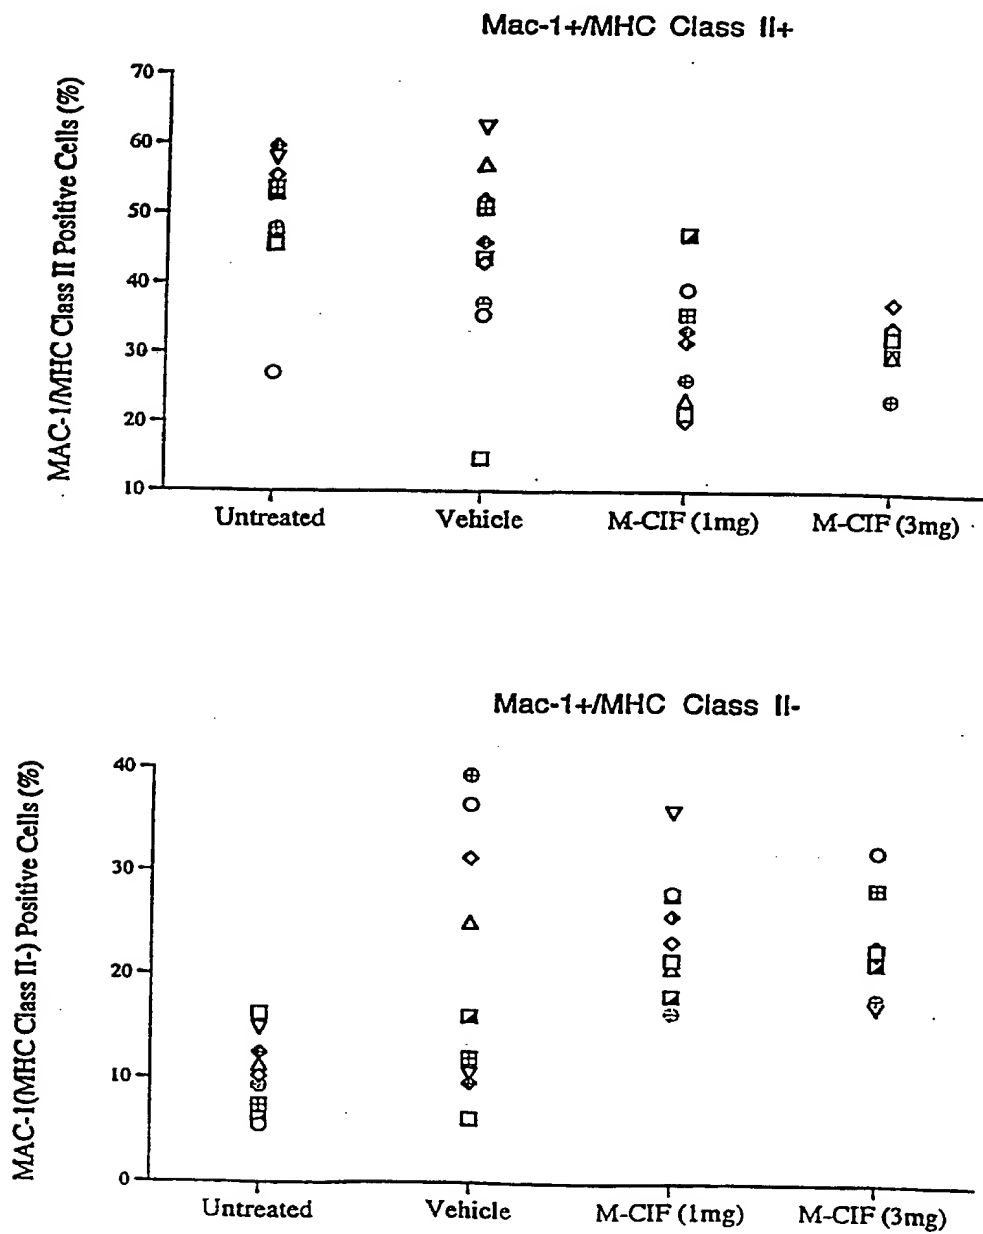 Mac-1+/MHC Class II+
MAC-1/MHC Class II Positive Cells (%)
70
60
50
40
30
20
10
Untreated Vehicle M-CIF (1mg) M-CIF (3mg)
Mac-1+/MHC Class II-
MAC-1(MHC Class II-) Positive Cells (%)
40
30
20
10
0
Untreated Vehicle M-CIF (1mg) M-CIF (3mg)